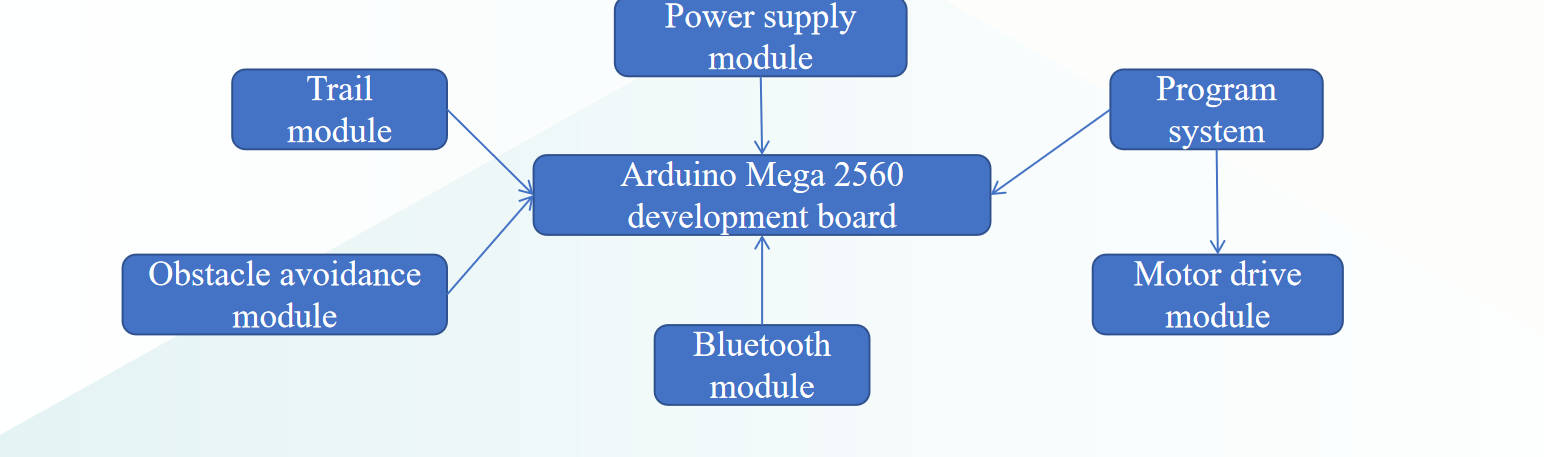 Power supply
module
Trail
module
Program
system
Arduino Mega 2560
development board
Obstacle avoidance
module
Motor drive
module
Bluetooth
module